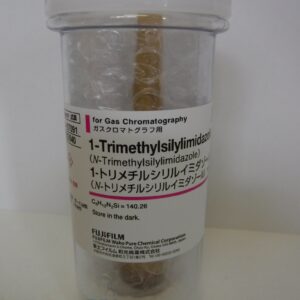 for Gas Chromatography
ガスクロマトグラフ用
1-Trimethylsilylimidazo
(N-Trimethylsilylimidazole)
1-トリメチルシリルイミダゾー
(N-トリメチルシリルイミダゾール)
C₆H₁₂N₂Si = 140.26
Store in the dark.
FUJIFILM
FUJIFILM Wako Pure Chemical Corporation
富士フイルム 和光純薬株式会社